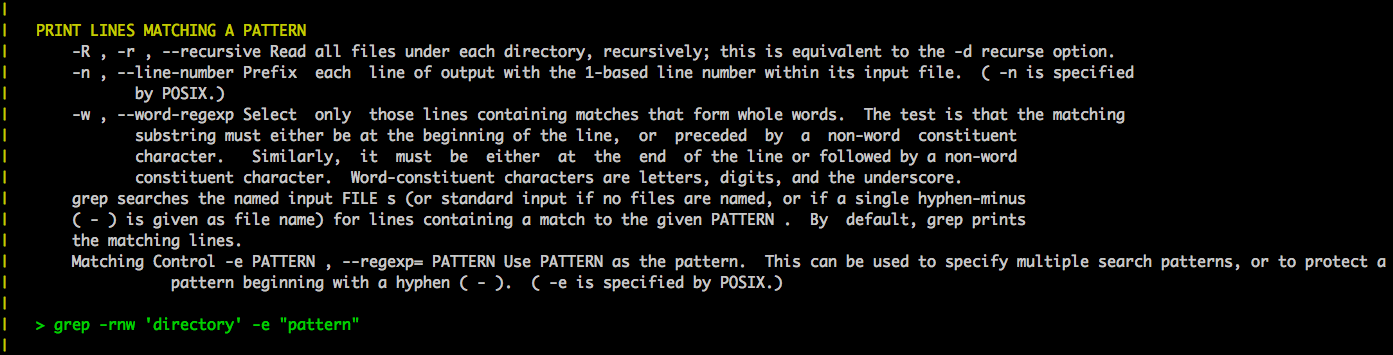 PRINT LINES MATCHING A PATTERN
-R , -r , --recursive Read all files under each directory, recursively; this is equivalent to the -d recurse option.
-n , --line-number Prefix  each  line of output with the 1-based line number within its input file.  ( -n is specified
by POSIX.)
-w , --word-regexp Select  only  those lines containing matches that form whole words.  The test is that the matching
substring must either be at the beginning of the line,  or  preceded  by  a  non-word  constituent
character.   Similarly,  it  must  be  either  at  the  end  of the line or followed by a non-word
constituent character.  Word-constituent characters are letters, digits, and the underscore.
grep searches the named input FILE s (or standard input if no files are named, or if a single hyphen-minus
( - ) is given as file name) for lines containing a match to the given PATTERN .  By  default, grep prints
the matching lines.
Matching Control -e PATTERN , --regexp= PATTERN Use PATTERN as the pattern.  This can be used to specify multiple search patterns, or to protect a
pattern beginning with a hyphen ( - ).  ( -e is specified by POSIX.)
> grep -rnw 'directory' -e "pattern"